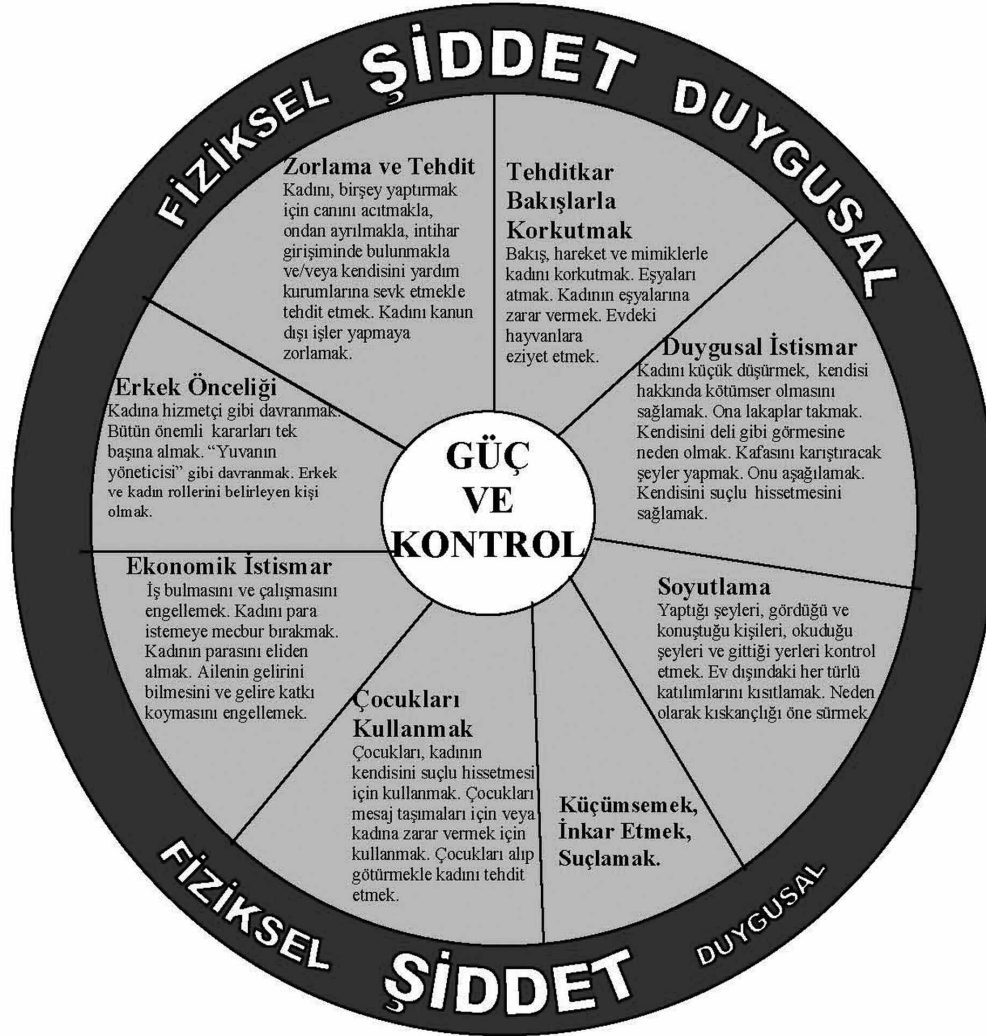 FİZİKSEL ŞİDDET DUYGUSAL
Zorlama ve Tehdit
Kadını, birşey yaptırmak
için canını acıtmakla,
ondan ayrılmakla, intihar
girişiminde bulunmakla
ve/veya kendisini yardım
kurumlarına sevk etmekle
tehdit etmek. Kadını kanun
dışı işler yapmaya
zorlamak.
Tehditkar
Bakışlarla
Korkutmak
Bakış, hareket ve mimiklerle
kadını korkutmak. Eşyaları
atmak. Kadının eşyalarına
zarar vermek. Evdeki
hayvanlara
eziyet etmek.
Duygusal İstismar
Kadını küçük düşürmek, kendisi
hakkında kötümser olmasını
sağlamak. Ona lakaplar takmak.
Kendisini deli gibi görmesine
neden olmak. Kafasını karıştıracak
şeyler yapmak. Onu aşağılamak.
Kendisini suçlu hissetmesini
sağlamak.
Soyutlama
Yaptığı şeyleri, gördüğü ve
konuştuğu kişileri, okuduğu
şeyleri ve gittiği yerleri kontrol
etmek. Ev dışındaki her türlü
katılımlarını kısıtlamak. Neden
olarak kıskançlığı öne sürmek
Küçümsemek,
İnkar Etmek,
Suçlamak.
Çocukları
Kullanmak
Çocukları, kadının
kendisini suçlu hissetmesi
için kullanmak. Çocukları
mesaj taşımaları için veya
kadına zarar vermek için
kullanmak. Çocukları alıp
götürmekle kadını tehdit
etmek.
Ekonomik İstismar
İş bulmasını ve çalışmasını
engellemek. Kadını para
istemeye mecbur bırakmak.
Kadının parasını eliden
almak. Ailenin gelirini
bilmesini ve gelire katkı
koymasını engellemek.
Erkek Önceliği
Kadına hizmetçi gibi davranmak.
Bütün önemli kararları tek
başına almak. “Yuvanın
yöneticisi” gibi davranmak. Erkek
ve kadın rollerini belirleyen kişi
olmak.
GÜÇ
VE
KONTROL
FİZİKSEL ŞİDDET DUYGUSAL